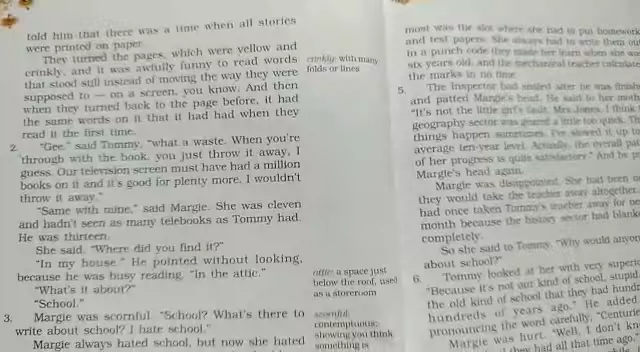 told him that there was a time when all stories
were printed on paper.
They turned the pages, which were yellow and
crinkly, and it was awfully funny to read words
that stood still instead of moving the way they were
supposed to — on a screen, you know. And then
when they turned back to the page before, it had
the same words on it that it had had when they
read it the first time.
2. "Gee," said Tommy, "what a waste. When you're
through with the book, you just throw it away, I
guess. Our television screen must have had a million
books on it and it's good for plenty more. I wouldn't
throw it away."
"Same with mine," said Margie. She was eleven
and hadn't seen as many telebooks as Tommy had.
He was thirteen.
She said, "Where did you find it?"
"In my house." He pointed without looking,
because he was busy reading. "In the attic."
"What's it about?"
"School."
3. Margie was scornful. "School? What's there to
write about school? I hate school."
Margie always hated school, but now she hated
crinkly: with many
folds or lines
attic: a space just
below the roof, used
as a storeroom
scornful:
contemptuous;
showing you think
something is
most was the slot where she had to put homework
and test papers. She always had to write them out
in a punch code they made her learn when she was
six years old, and the mechanical teacher calculated
the marks in no time.
5. The Inspector had smiled after he was finished
and patted Margie's head. He said to her mother,
"It's not the little girl's fault, Mrs Jones. I think
geography sector was geared a little too quick. Th
things happen sometimes. I've slowed it up to
average ten-year level. Actually, the overall pat
of her progress is quite satisfactory." And he pa
Margie's head again.
Margie was disappointed. She had been
they would take the teacher away altogether.
had once taken Tommy's teacher away for ne
month because the history sector had blank
completely.
So she said to Tommy, "Why would anyon
about school?"
6. Tommy looked at her with very superio
"Because it's not our kind of school, stupid.
the old kind of school that they had hundr
hundreds of years ago." He added
pronouncing the word carefully, "Centurie
Margie was hurt. "Well, I don't kn
they had all that time ago."